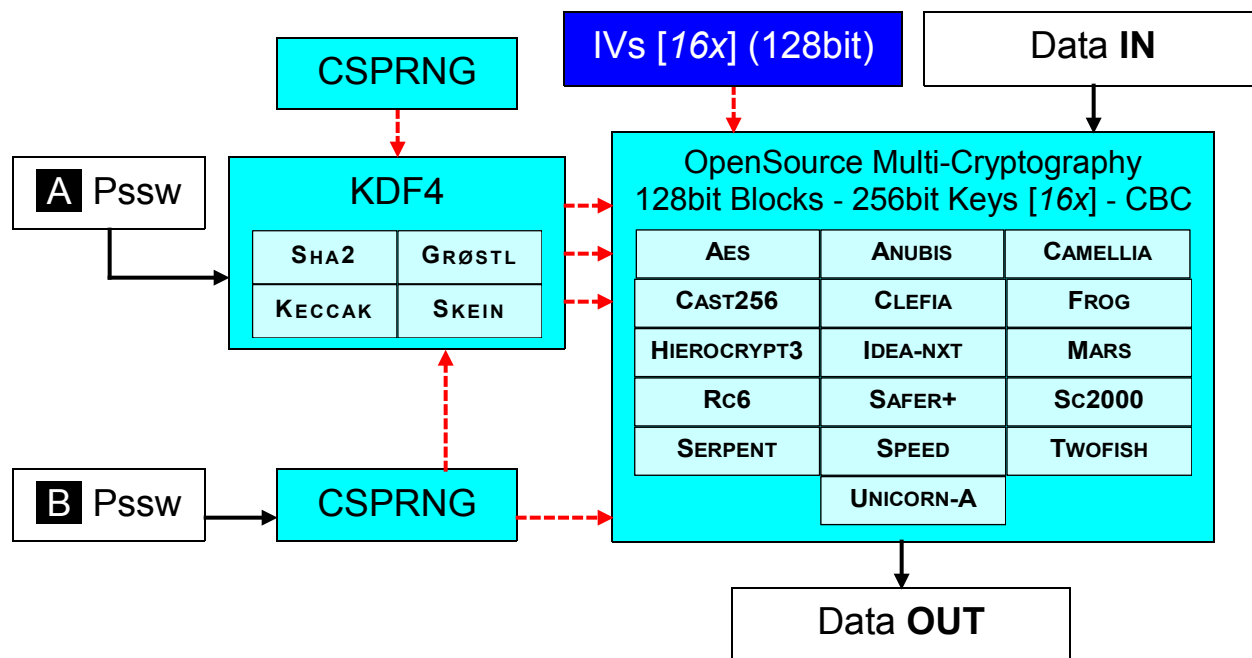 CSPRNG
IVs [16x] (128bit)
Data IN
A Pssw
KDF4
SHA2 GRØSTL
KECCAK SKEIN
OpenSource Multi-Cryptography
128bit Blocks - 256bit Keys [16x] - CBC
AES ANUBIS CAMELLIA
CAST256 CLEFIA FROG
HIEROCRYPT3 IDEA-NXT MARS
RC6 SAFER+ SC2000
SERPENT SPEED TWOFISH
UNICORN-A
B Pssw
CSPRNG
Data OUT